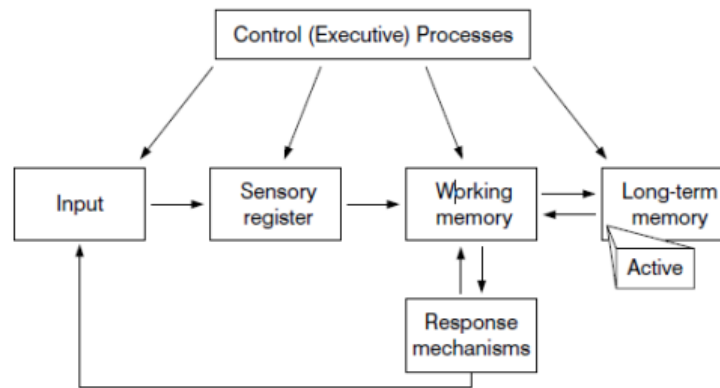 Control (Executive) Processes
Input
Sensory
register
Working
memory
Long-term
memory
Active
Response
mechanisms